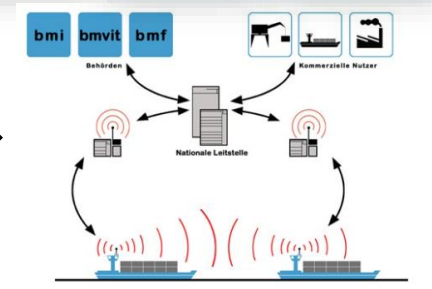 bmi bmvit bmf
Behörden
Kommerzielle Nutzer
Nationale Leitstelle